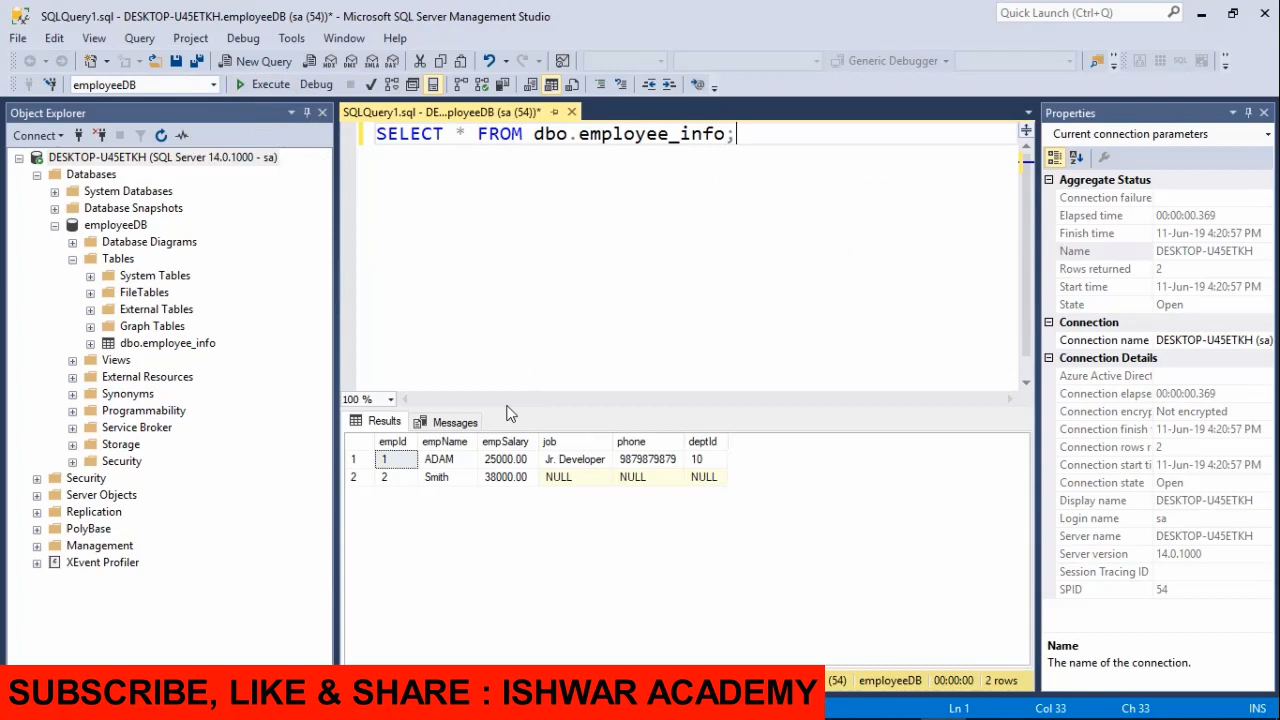 SQLQuery1.sql - DESKTOP-U45ETKH.employeeDB (sa (54))* - Microsoft SQL Server Management Studio
Quick Launch (Ctrl+Q)
File Edit View Query Project Debug Tools Window Help
New Query
Generic Debugger
employeeDB Execute Debug
Object Explorer
Connect
DESKTOP-U45ETKH (SQL Server 14.0.1000 - sa)
Databases
System Databases
Database Snapshots
employeeDB
Database Diagrams
Tables
System Tables
FileTables
External Tables
Graph Tables
dbo.employee_info
Views
External Resources
Synonyms
Programmability
Service Broker
Storage
Security
Security
Server Objects
Replication
PolyBase
Management
XEvent Profiler
SQLQuery1.sql - DE...ployeeDB (sa (54))*
SELECT * FROM dbo.employee_info;
100 %
Results Messages
empId empName empSalary job phone deptId
1 1 ADAM 25000.00 Jr. Developer 9879879879 10
2 2 Smith 38000.00 NULL NULL NULL
(54) employeeDB 00:00:00 2 rows
Properties
Current connection parameters
Aggregate Status
Connection failure
Elapsed time 00:00:00.369
Finish time 11-Jun-19 4:20:57 PM
Name DESKTOP-U45ETKH
Rows returned 2
Start time 11-Jun-19 4:20:57 PM
State Open
Connection
Connection name DESKTOP-U45ETKH (sa)
Connection Details
Azure Active Direct
Connection elapse 00:00:00.369
Connection encryp Not encrypted
Connection finish 11-Jun-19 4:20:57 PM
Connection rows r 2
Connection start ti 11-Jun-19 4:20:57 PM
Connection state Open
Display name DESKTOP-U45ETKH
Login name sa
Server name DESKTOP-U45ETKH
Server version 14.0.1000
Session Tracing ID
SPID 54
Name
The name of the connection.
SUBSCRIBE, LIKE & SHARE : ISHWAR ACADEMY
Ln 1 Col 33 Ch 33 INS